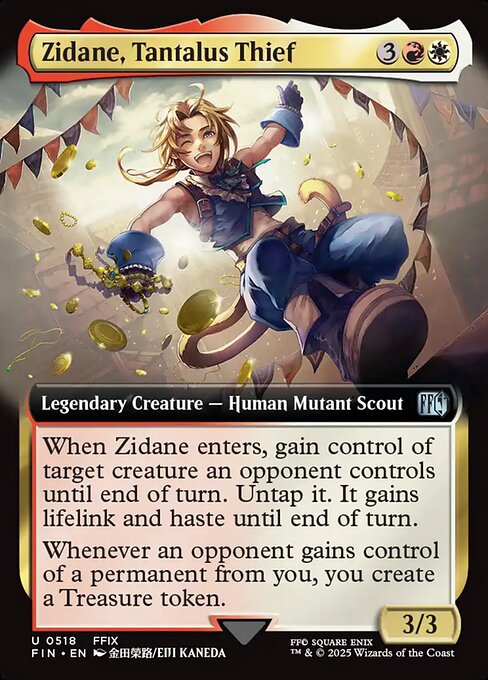 Zidane, Tantalus Thief 3
Legendary Creature — Human Mutant Scout
When Zidane enters, gain control of
target creature an opponent controls
until end of turn. Untap it. It gains
lifelink and haste until end of turn.
Whenever an opponent gains control
of a permanent from you, you create
a Treasure token.
3/3
U 0518 FFIX
FIN • EN 金田榮路/EIJI KANEDA
FF© SQUARE ENIX
™ & © 2025 Wizards of the Coast